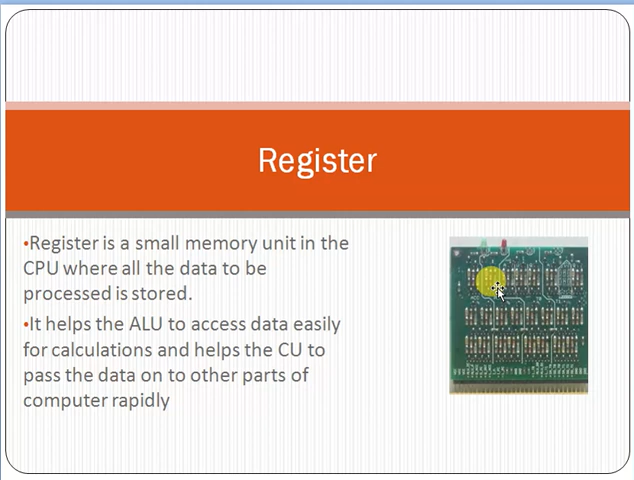 Register
•Register is a small memory unit in the
CPU where all the data to be
processed is stored.
•It helps the ALU to access data easily
for calculations and helps the CU to
pass the data on to other parts of
computer rapidly